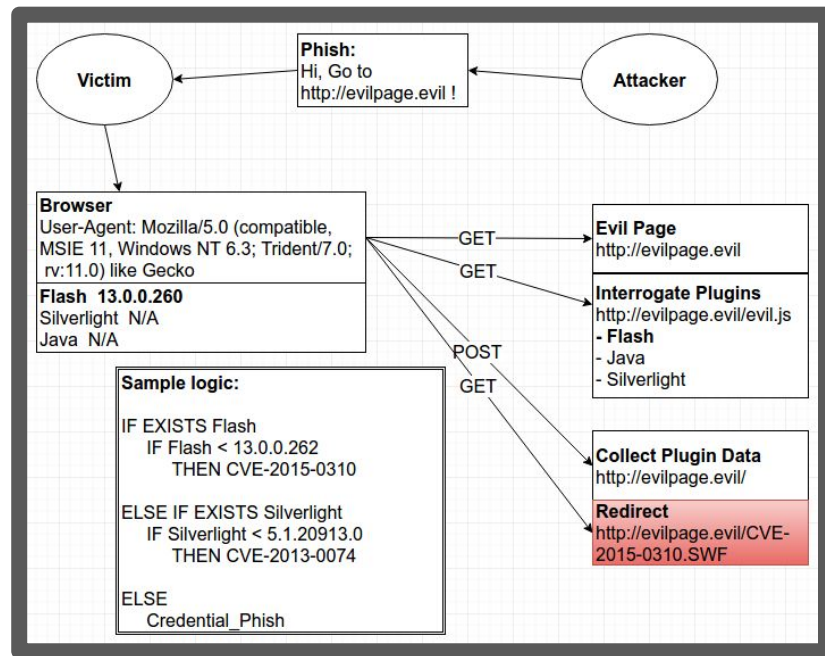 Victim
Phish:
Hi, Go to
http://evilpage.evil !
Attacker
Browser
User-Agent: Mozilla/5.0 (compatible,
MSIE 11, Windows NT 6.3; Trident/7.0;
rv:11.0) like Gecko
Flash 13.0.0.260
Silverlight N/A
Java N/A
GET
GET
POST
GET
Evil Page
http://evilpage.evil
Interrogate Plugins
http://evilpage.evil/evil.js
- Flash
- Java
- Silverlight
Sample logic:
IF EXISTS Flash
IF Flash < 13.0.0.262
THEN CVE-2015-0310
ELSE IF EXISTS Silverlight
IF Silverlight < 5.1.20913.0
THEN CVE-2013-0074
ELSE
Credential_Phish
Collect Plugin Data
http://evilpage.evil/
Redirect
http://evilpage.evil/CVE-
2015-0310.SWF